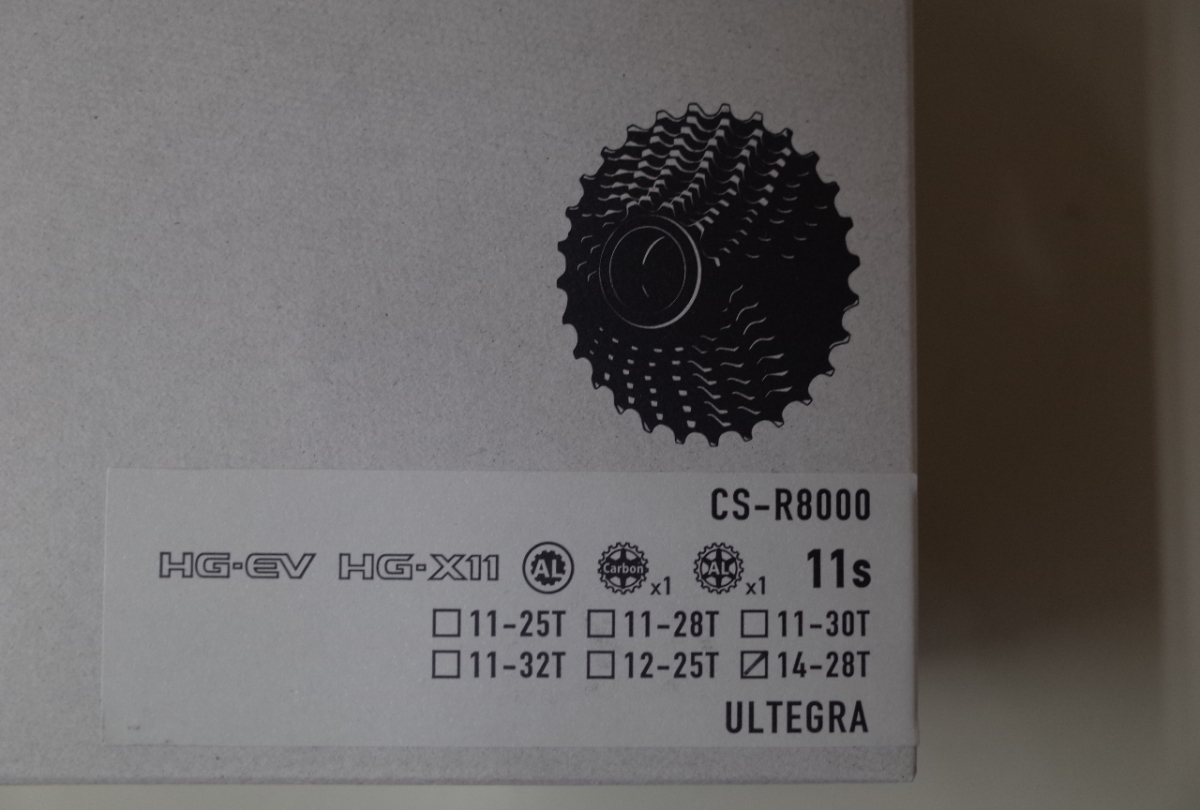 CS-R8000
HG-EV HG-X11 AL Carbon x1 AL x1 11s
11-25T 11-28T 11-30T
11-32T 12-25T 14-28T
ULTEGRA